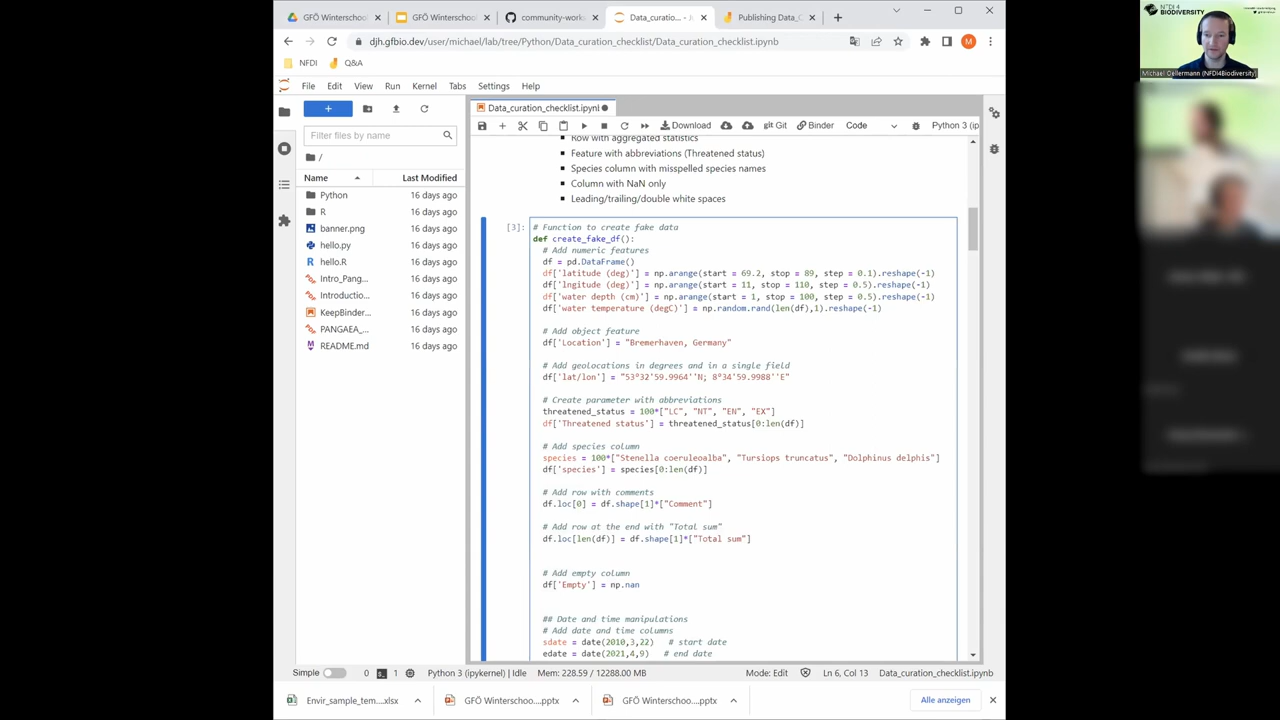 GFÖ Winterschool
GFÖ Winterschool
community-work
Data_curatio... - Ju
Publishing Data_C
djh.gfbio.dev/user/michael/lab/tree/Python/Data_curation_checklist/Data_curation_checklist.ipynb
NFDI
Q&A
File Edit View Run Kernel Tabs Settings Help
Data_curation_checklist.ipynb
Filter files by name
Download
Git
Binder
Code
Python 3 (ip
/
Name
Last Modified
Python 16 days ago
R 16 days ago
banner.png 16 days ago
hello.py 16 days ago
hello.R 16 days ago
Intro_Pang... 16 days ago
Introductio... 16 days ago
KeepBinder... 16 days ago
PANGAEA_... 16 days ago
README.md 16 days ago
Row with aggregated statistics
Feature with abbreviations (Threatened status)
Species column with misspelled species names
Column with NaN only
Leading/trailing/double white spaces
[3]:
# Function to create fake data
def create_fake_df():
# Add numeric features
df = pd.DataFrame()
df['latitude (deg)'] = np.arange(start = 69.2, stop = 89, step = 0.1).reshape(-1)
df['lngitude (deg)'] = np.arange(start = 11, stop = 110, step = 0.5).reshape(-1)
df['water depth (cm)'] = np.arange(start = 1, stop = 100, step = 0.5).reshape(-1)
df['water temperature (degC)'] = np.random.rand(len(df),1).reshape(-1)
# Add object feature
df['Location'] = "Bremerhaven, Germany"
# Add geolocations in degrees and in a single field
df['lat/lon'] = "53°32'59.9964''N; 8°34'59.9988''E"
# Create parameter with abbreviations
threatened_status = 100*["LC", "NT", "EN", "EX"]
df['Threatened status'] = threatened_status[0:len(df)]
# Add species column
species = 100*["Stenella coeruleoalba", "Tursiops truncatus", "Dolphinus delphis"]
df['species'] = species[0:len(df)]
# Add row with comments
df.loc[0] = df.shape[1]*["Comment"]
# Add row at the end with "Total sum"
df.loc[len(df)] = df.shape[1]*["Total sum"]
# Add empty column
df['Empty'] = np.nan
## Date and time manipulations
# Add date and time columns
sdate = date(2010,3,22) # start date
edate = date(2021,4,9) # end date
Simple 0 1 Python 3 (ipykernel) | Idle Mem: 228.59 / 12288.00 MB Mode: Edit Ln 6, Col 13 Data_curation_checklist.ipynb
Envir_sample_tem....xlsx
GFÖ Winterschoo....pptx
GFÖ Winterschoo....pptx
Alle anzeigen
NFDI 4
BIODIVERSITY
Michael Oellermann (NFDI4Biodiversity)